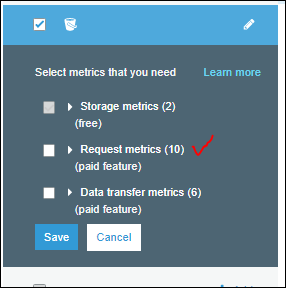 Select metrics that you need Learn more
Storage metrics (2)
(free)
Request metrics (10)
(paid feature)
Data transfer metrics (6)
(paid feature)
Save Cancel